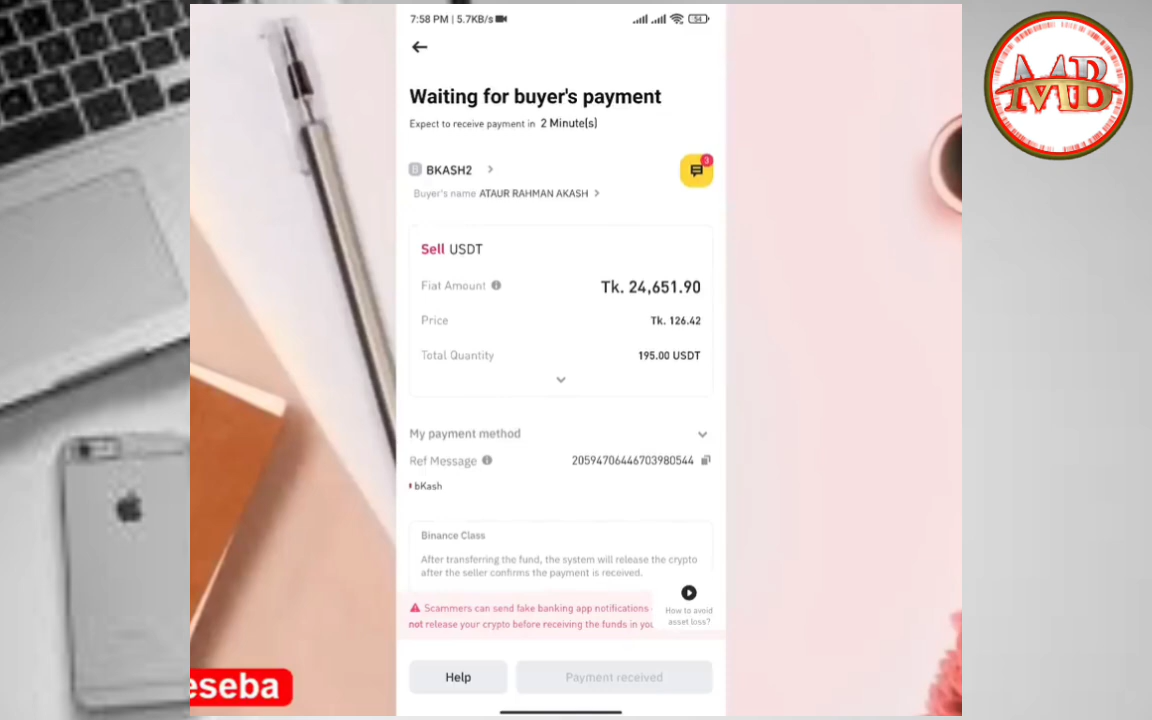 7:58 PM | 5.7KB/s
54
MB
Waiting for buyer's payment
Expect to receive payment in 2 Minute(s)
B BKASH2
3
Buyer's name ATAUR RAHMAN AKASH
Sell USDT
Fiat Amount Tk. 24,651.90
Price Tk. 126.42
Total Quantity 195.00 USDT
My payment method
Ref Message 20594706446703980544
bKash
Binance Class
After transferring the fund, the system will release the crypto
after the seller confirms the payment is received.
Scammers can send fake banking app notifications
not release your crypto before receiving the funds in you
How to avoid
asset loss?
eseba
Help
Payment received